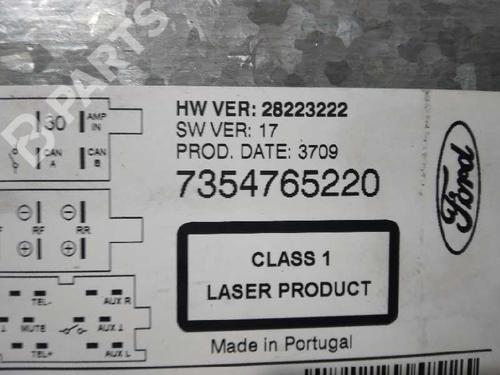 B-PARTS
HW VER: 28223222
SW VER: 17
PROD. DATE: 3709
7354765220
Ford
CLASS 1
LASER PRODUCT
Made in Portugal
30 AMP IN
CAN A CAN B
RF RR
TEL- AUX R
MUTE AUX ⊥
TEL+ AUX L